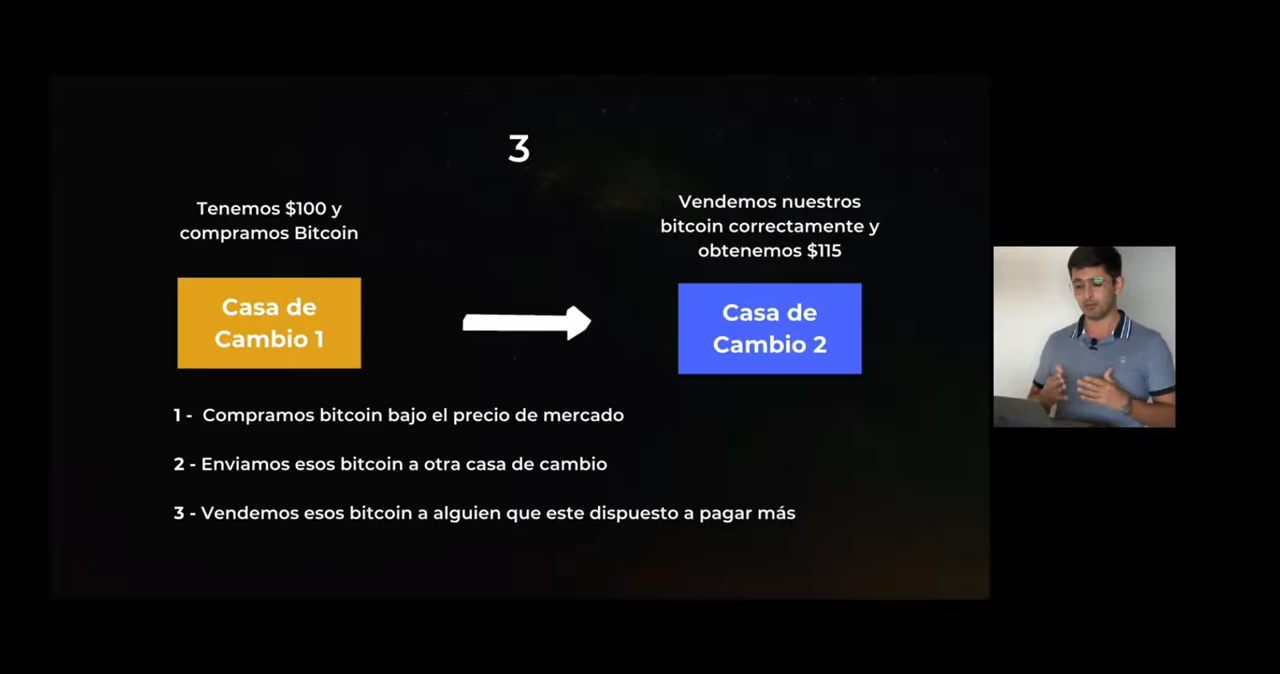 3
Tenemos $100 y
compramos Bitcoin
Vendemos nuestros
bitcoin correctamente y
obtenemos $115
Casa de
Cambio 1
Casa de
Cambio 2
1 - Compramos bitcoin bajo el precio de mercado
2 - Enviamos esos bitcoin a otra casa de cambio
3 - Vendemos esos bitcoin a alguien que este dispuesto a pagar más